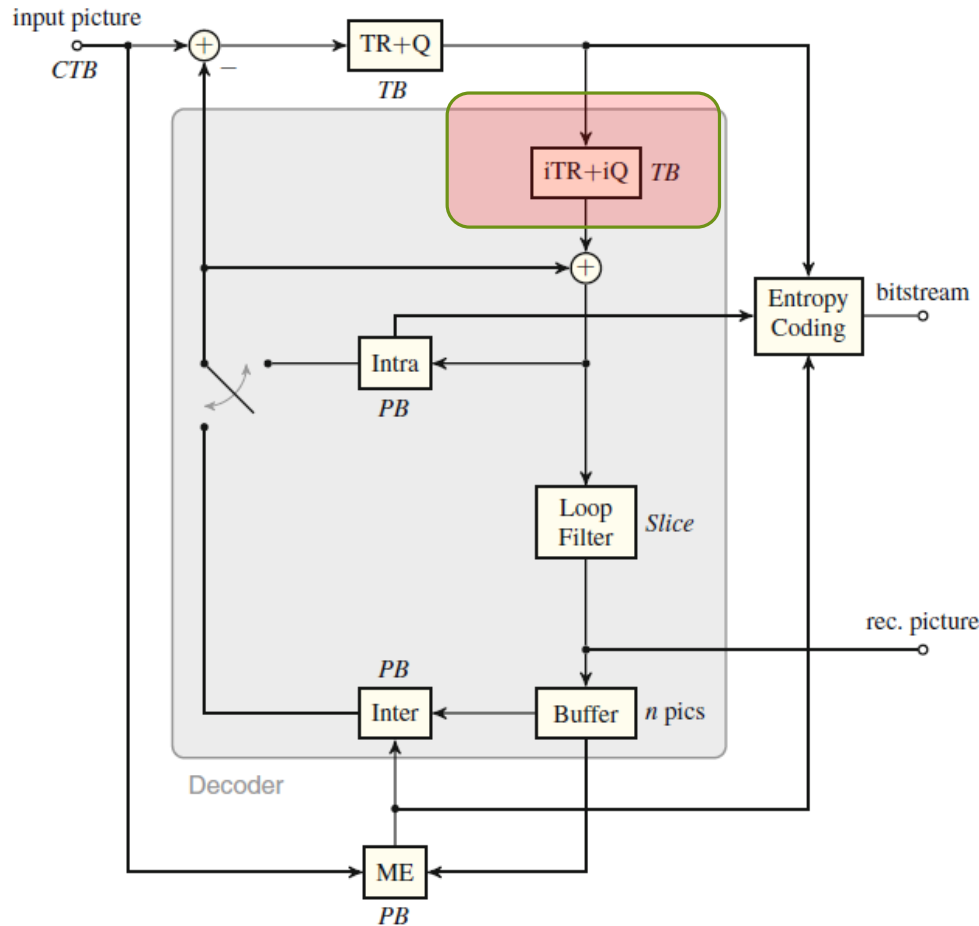 input picture
CTB
+
−
TR+Q
TB
iTR+iQ
TB
+
Entropy
Coding
bitstream
Intra
PB
Loop
Filter
Slice
rec. picture
PB
Inter
Buffer
n pics
Decoder
ME
PB